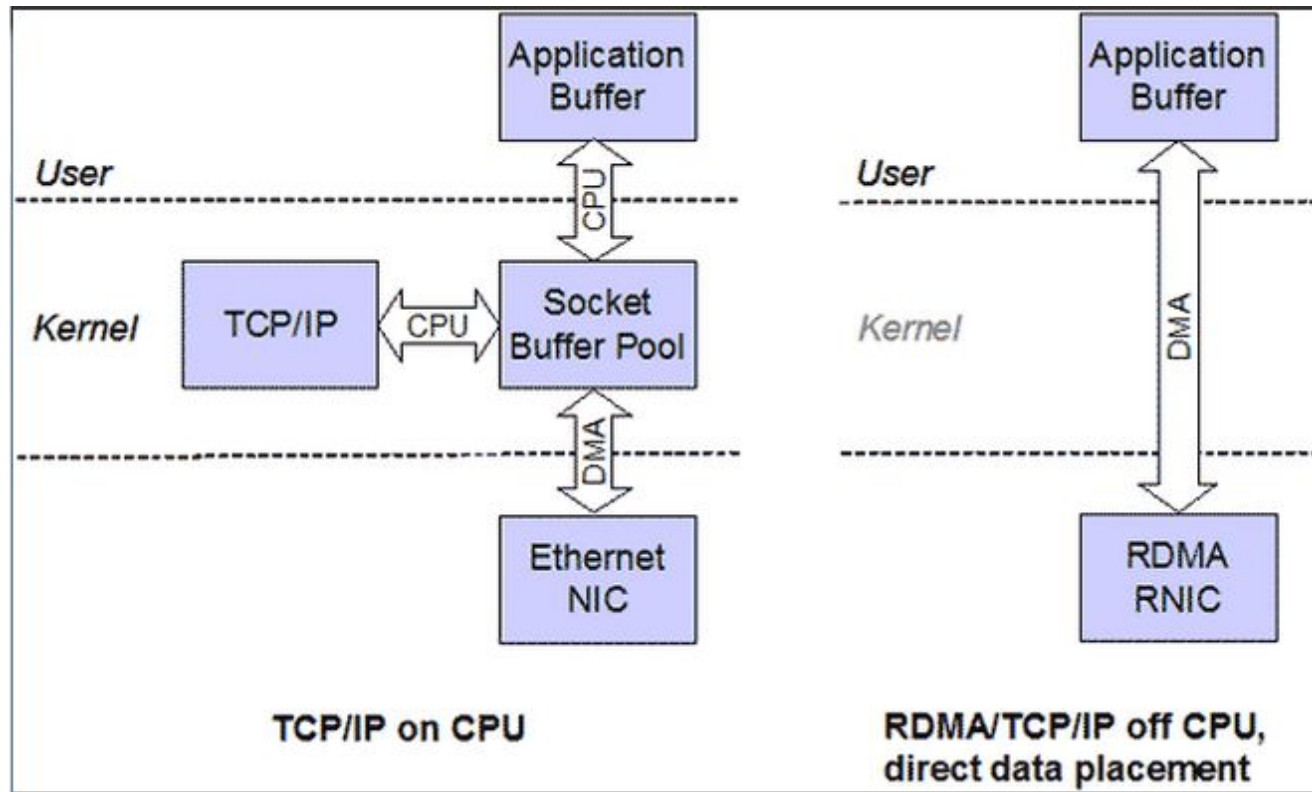 Application
Buffer
User
CPU
Kernel
TCP/IP
CPU
Socket
Buffer Pool
DMA
Ethernet
NIC
TCP/IP on CPU
Application
Buffer
User
Kernel
DMA
RDMA
RNIC
RDMA/TCP/IP off CPU,
direct data placement